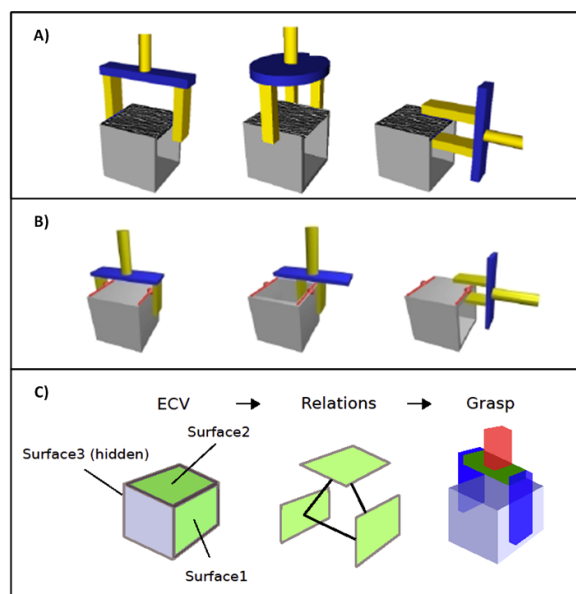 A)
B)
C)
ECV → Relations → Grasp
Surface2
Surface3 (hidden)
Surface1